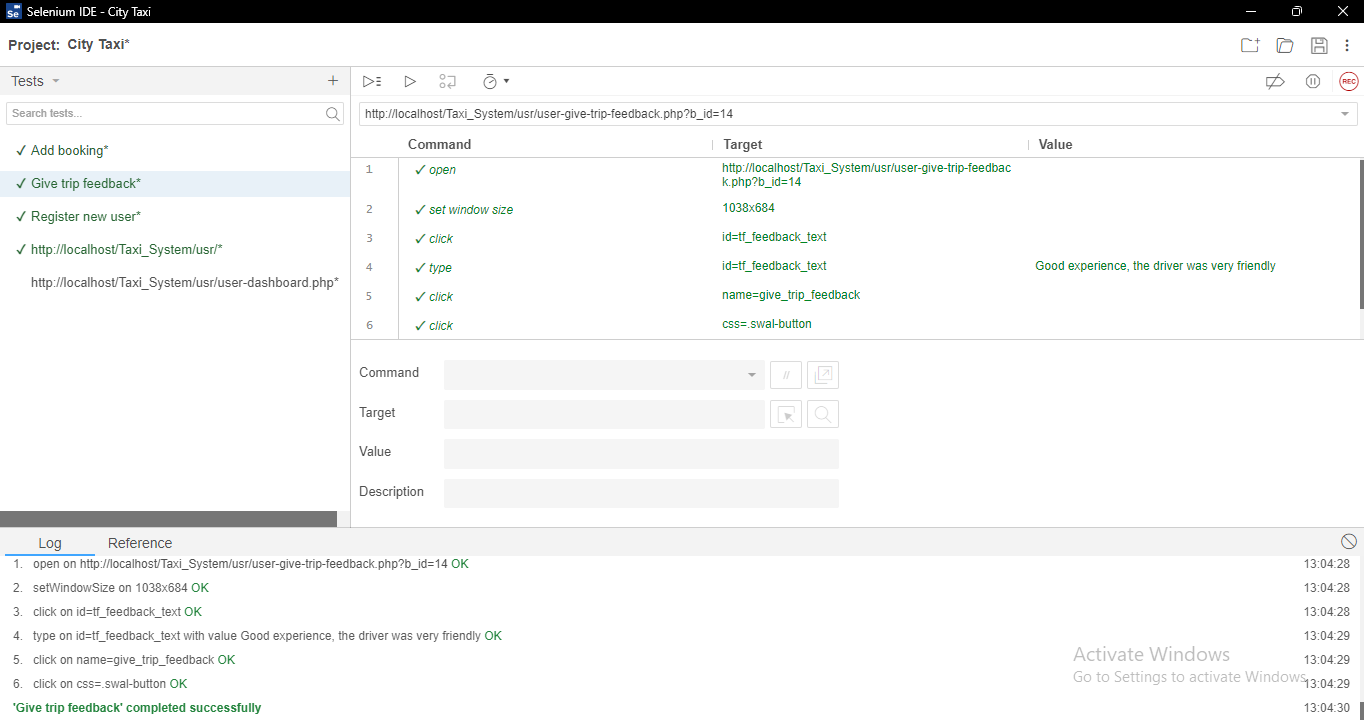 Selenium IDE - City Taxi
Project: City Taxi*
Tests
Search tests...
✓ Add booking*
✓ Give trip feedback*
✓ Register new user*
✓ http://localhost/Taxi_System/usr/*
http://localhost/Taxi_System/usr/user-dashboard.php*
REC
http://localhost/Taxi_System/usr/user-give-trip-feedback.php?b_id=14
Command Target Value
1 ✓ open http://localhost/Taxi_System/usr/user-give-trip-feedbac
k.php?b_id=14
2 ✓ set window size 1038x684
3 ✓ click id=tf_feedback_text
4 ✓ type id=tf_feedback_text Good experience, the driver was very friendly
5 ✓ click name=give_trip_feedback
6 ✓ click css=.swal-button
Command //
Target
Value
Description
Log Reference
1. open on http://localhost/Taxi_System/usr/user-give-trip-feedback.php?b_id=14 OK 13:04:28
2. setWindowSize on 1038x684 OK 13:04:28
3. click on id=tf_feedback_text OK 13:04:28
4. type on id=tf_feedback_text with value Good experience, the driver was very friendly OK 13:04:29
5. click on name=give_trip_feedback OK 13:04:29
6. click on css=.swal-button OK 13:04:29
'Give trip feedback' completed successfully 13:04:30
Activate Windows
Go to Settings to activate Windows.